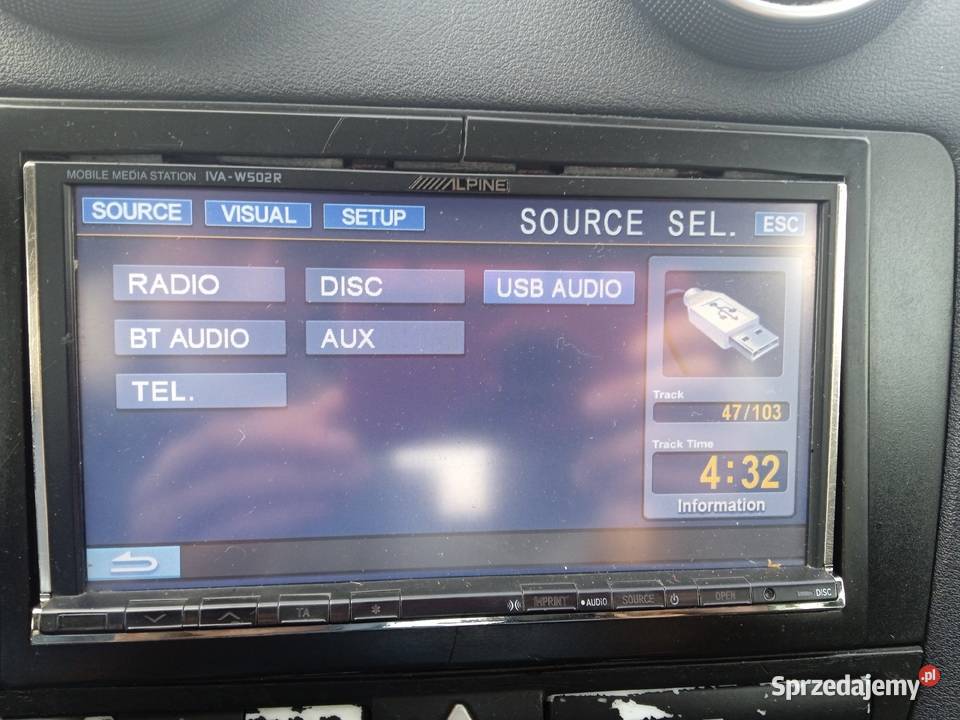 MOBILE MEDIA STATION IVA-W502R
ALPINE
SOURCE VISUAL SETUP SOURCE SEL. ESC
RADIO DISC USB AUDIO
BT AUDIO AUX
TEL.
Track
47/103
Track Time
4:32
Information
TA * IMPRINT •AUDIO SOURCE OPEN DISC
Sprzedajemy.pl